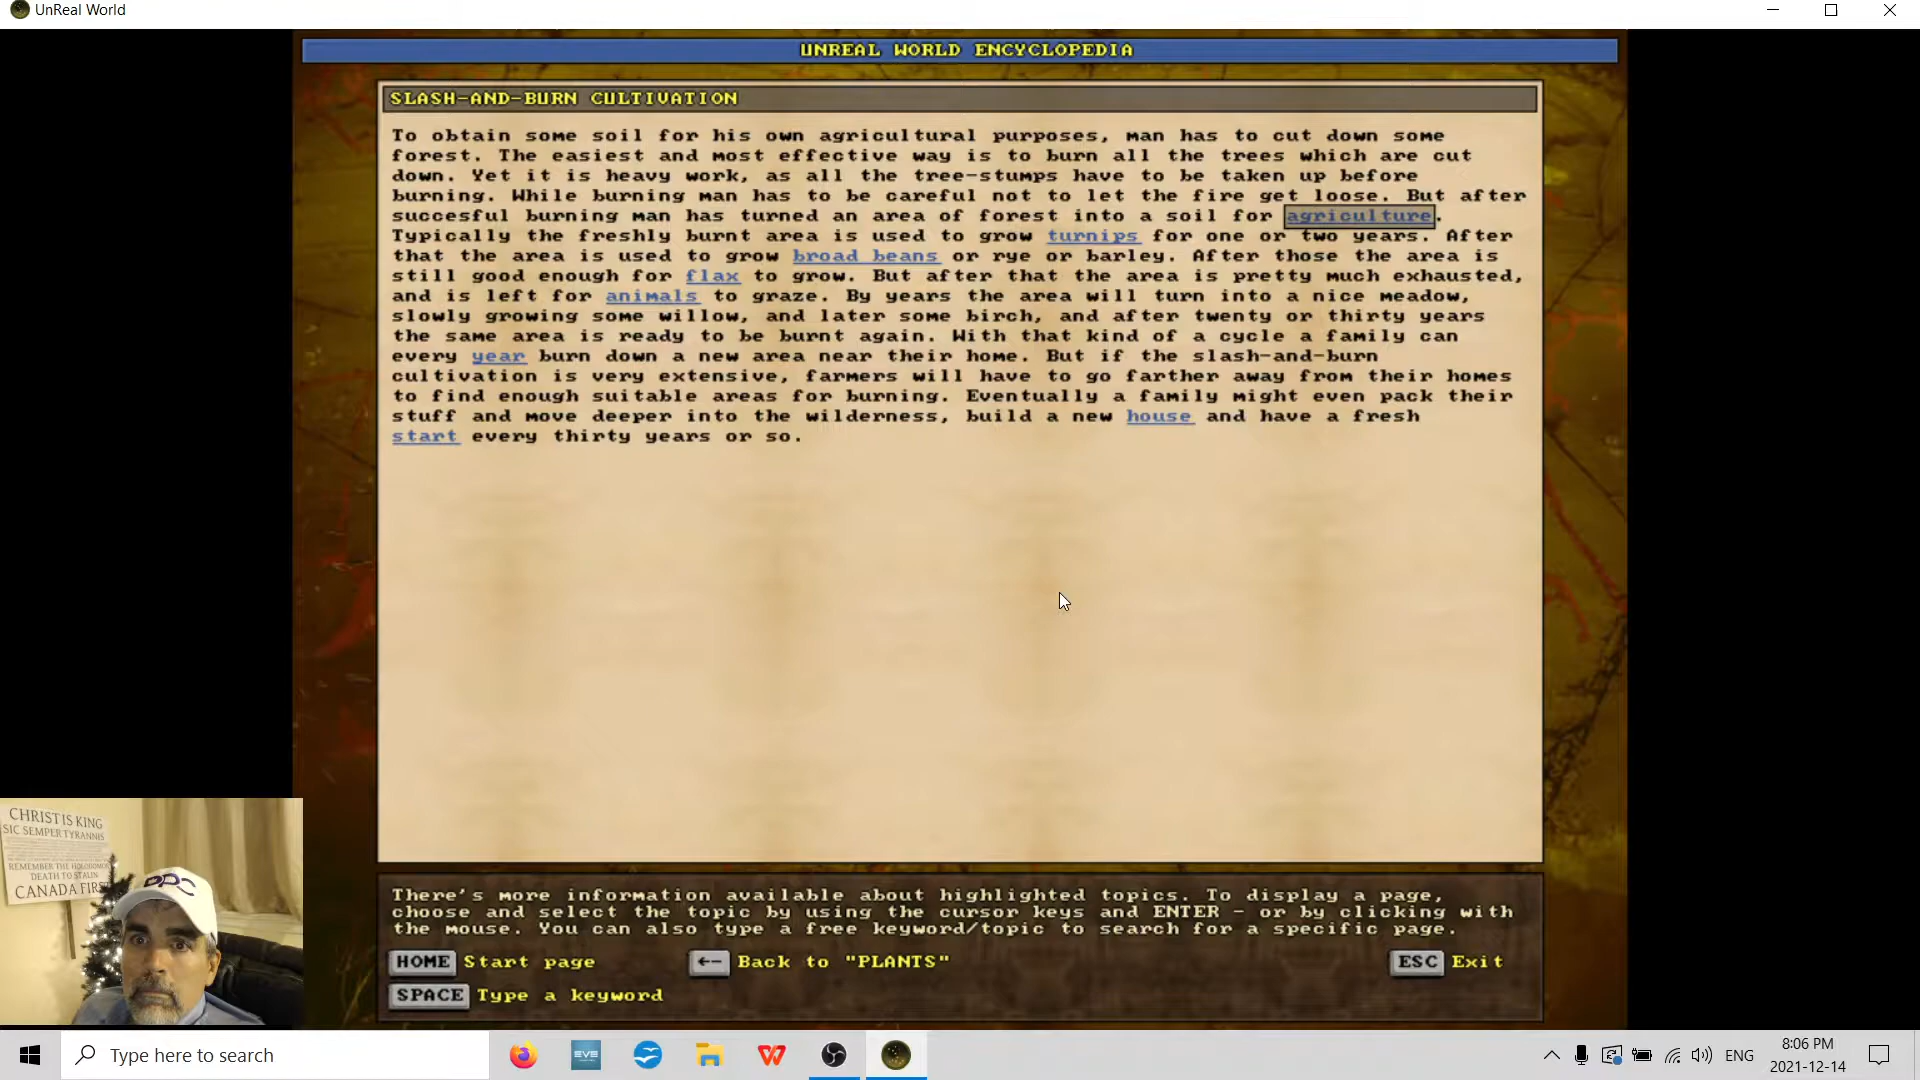 UnReal World
UNREAL WORLD ENCYCLOPEDIA
SLASH-AND-BURN CULTIVATION
To obtain some soil for his own agricultural purposes, man has to cut down some
forest. The easiest and most effective way is to burn all the trees which are cut
down. Yet it is heavy work, as all the tree-stumps have to be taken up before
burning. While burning man has to be careful not to let the fire get loose. But after
succesful burning man has turned an area of forest into a soil for agriculture.
Typically the freshly burnt area is used to grow turnips for one or two years. After
that the area is used to grow broad beans or rye or barley. After those the area is
still good enough for flax to grow. But after that the area is pretty much exhausted,
and is left for animals to graze. By years the area will turn into a nice meadow,
slowly growing some willow, and later some birch, and after twenty or thirty years
the same area is ready to be burnt again. With that kind of a cycle a family can
every year burn down a new area near their home. But if the slash-and-burn
cultivation is very extensive, farmers will have to go farther away from their homes
to find enough suitable areas for burning. Eventually a family might even pack their
stuff and move deeper into the wilderness, build a new house and have a fresh
start every thirty years or so.
There's more information available about highlighted topics. To display a page,
choose and select the topic by using the cursor keys and ENTER - or by clicking with
the mouse. You can also type a free keyword/topic to search for a specific page.
HOME Start page ←- Back to "PLANTS" ESC Exit
SPACE Type a keyword
CHRIST IS KING
SIC SEMPER TYRANNIS
REMEMBER THE HOLODOMOR
DEATH TO STALIN
CANADA FIRST
PPC
Type here to search
EVE
ENG
8:06 PM
2021-12-14